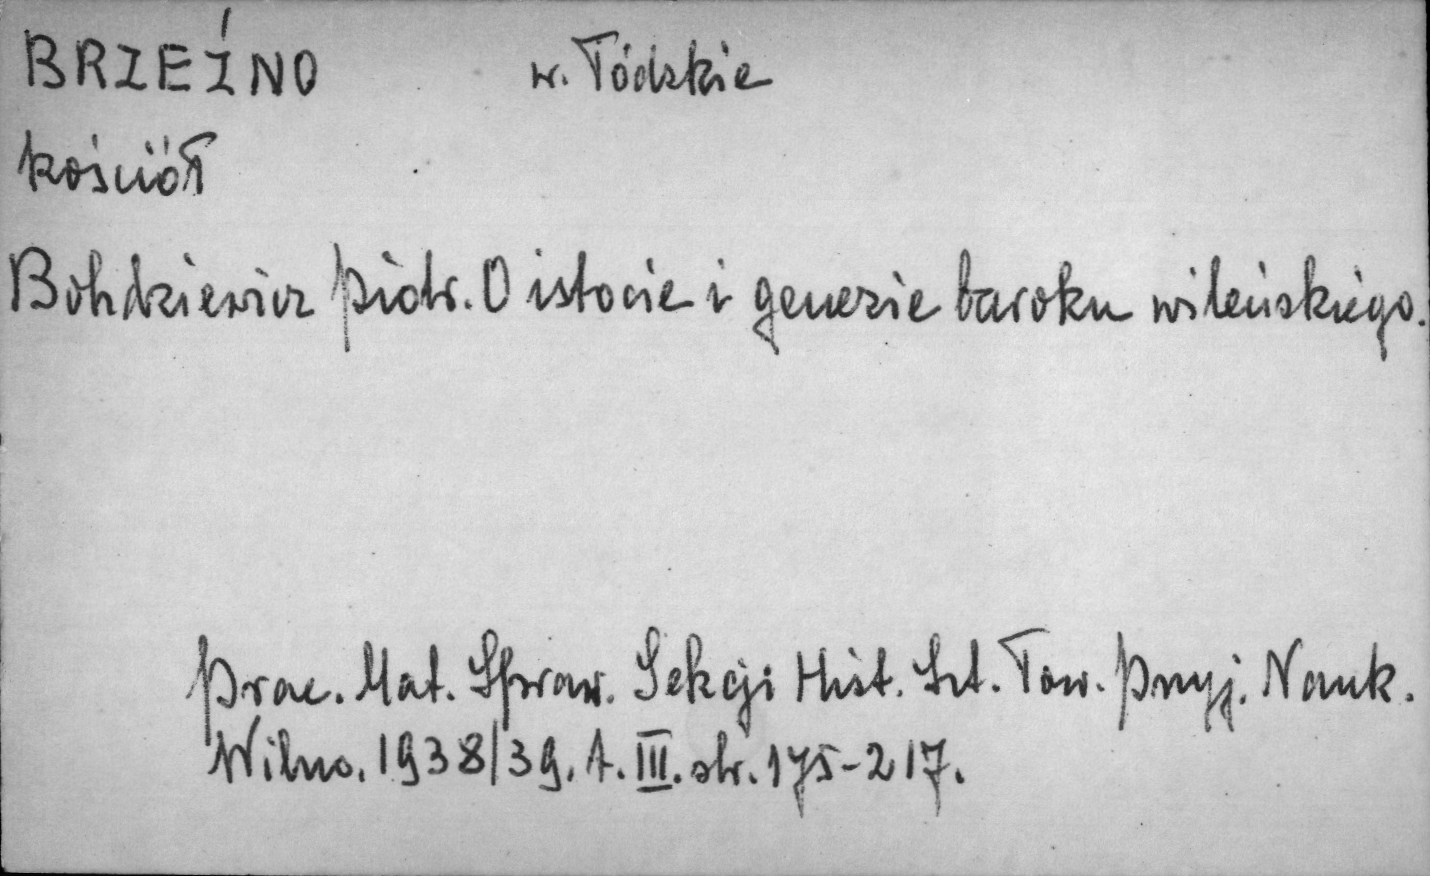 BRZEŹNO w. Łódzkie
kościół
Bohdziewicz Piotr. O istocie i genezie baroku wileńskiego.
Prac. Mat. Spraw. Sekcji Hist. Szt. Tow. Przyj. Nauk.
Wilno. 1938/39. t. III. str. 175-217.